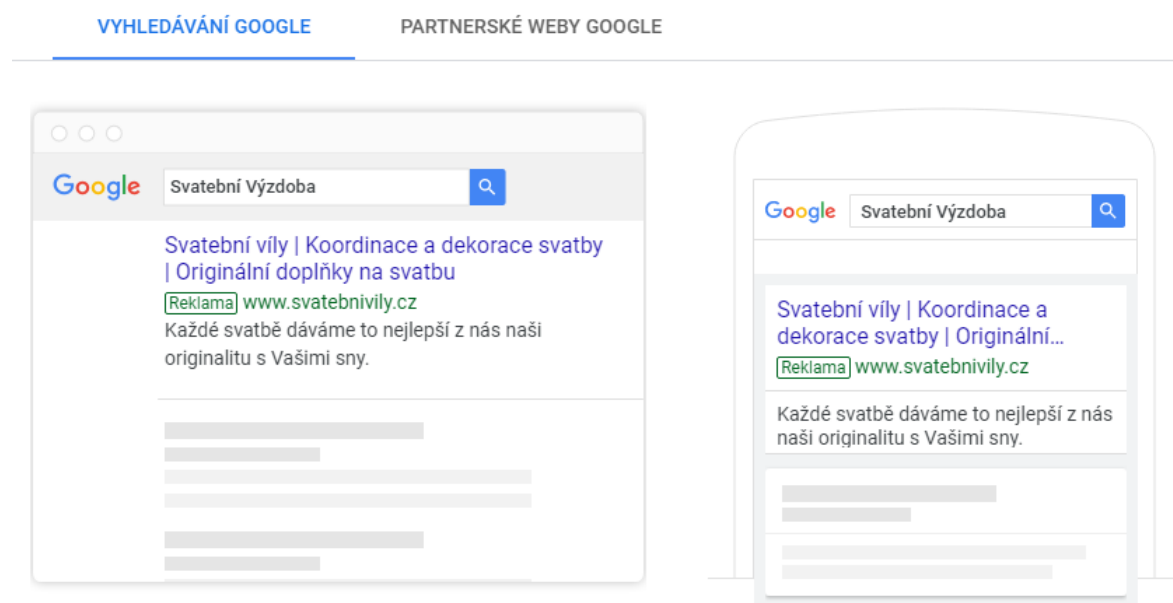 VYHLEDÁVÁNÍ GOOGLE
PARTNERSKÉ WEBY GOOGLE
Google Svatební Výzdoba
Svatební víly | Koordinace a dekorace svatby
| Originální doplňky na svatbu
Reklama www.svatebnivily.cz
Každé svatbě dáváme to nejlepší z nás naši
originalitu s Vašimi sny.
Google Svatební Výzdoba
Svatební víly | Koordinace a
dekorace svatby | Originální...
Reklama www.svatebnivily.cz
Každé svatbě dáváme to nejlepší z nás
naši originalitu s Vašimi sny.